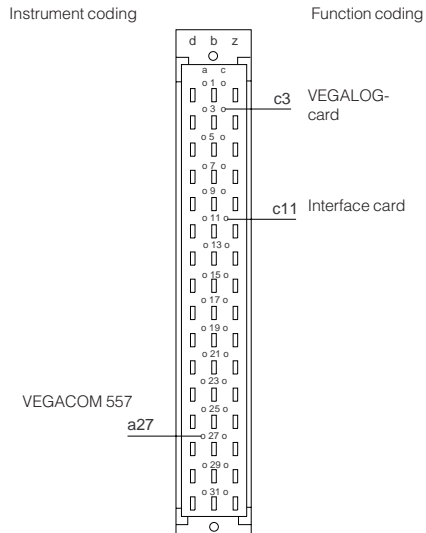 Instrument coding
Function coding
d b z
a c
1
3
c3
VEGALOG-
card
5
7
9
11
c11
Interface card
13
15
17
19
21
23
VEGACOM 557
25
a27
27
29
31